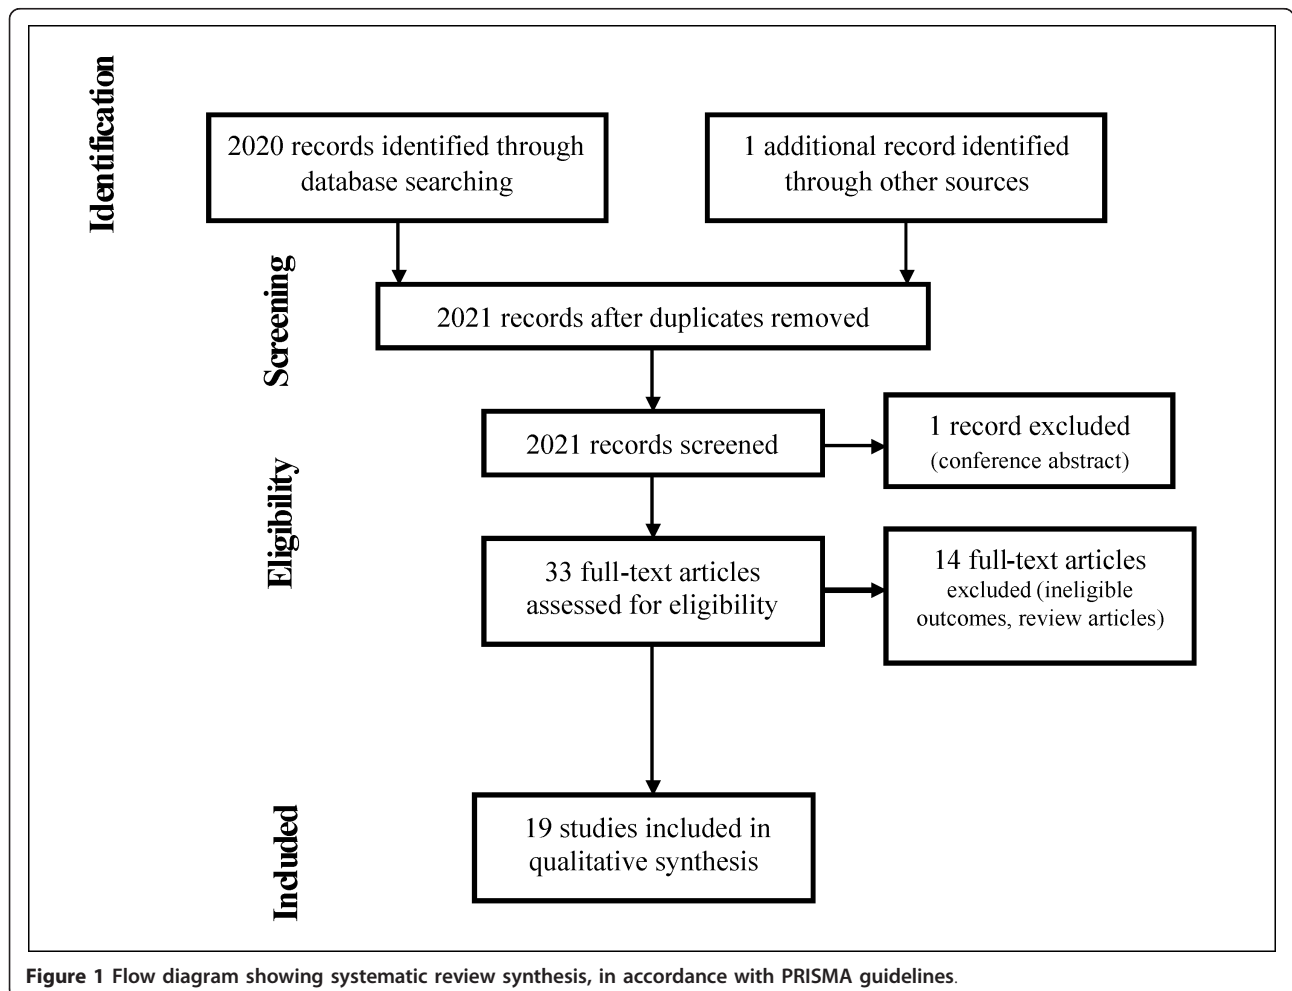 Identification
2020 records identified through
database searching
1 additional record identified
through other sources
Screening
2021 records after duplicates removed
2021 records screened
1 record excluded
(conference abstract)
Eligibility
33 full-text articles
assessed for eligibility
14 full-text articles
excluded (ineligible
outcomes, review articles)
Included
19 studies included in
qualitative synthesis
Figure 1 Flow diagram showing systematic review synthesis, in accordance with PRISMA guidelines.